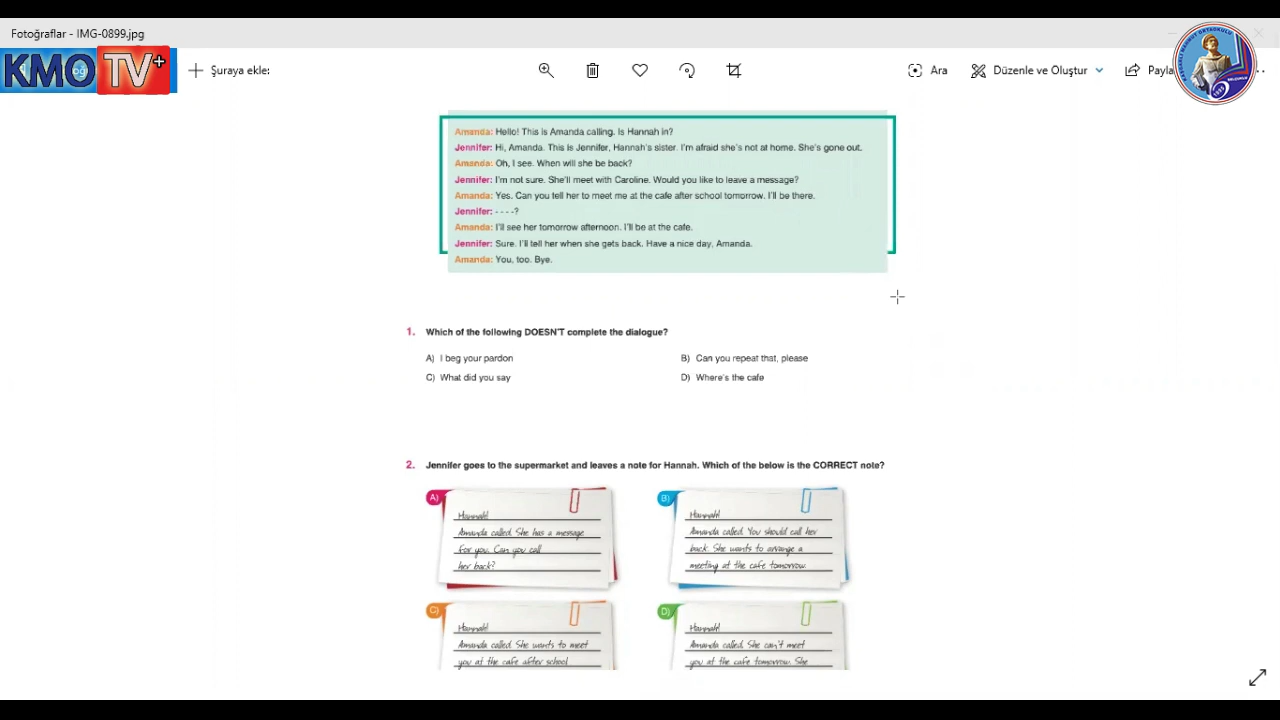 Fotoğraflar - IMG-0899.jpg
KMO TV+
Şuraya ekle:
Ara
Düzenle ve Oluştur
Payla
Amanda: Hello! This is Amanda calling. Is Hannah in?
Jennifer: Hi, Amanda. This is Jennifer, Hannah's sister. I'm afraid she's not at home. She's gone out.
Amanda: Oh, I see. When will she be back?
Jennifer: I'm not sure. She'll meet with Caroline. Would you like to leave a message?
Amanda: Yes. Can you tell her to meet me at the cafe after school tomorrow. I'll be there.
Jennifer: - - - -?
Amanda: I'll see her tomorrow afternoon. I'll be at the cafe.
Jennifer: Sure. I'll tell her when she gets back. Have a nice day, Amanda.
Amanda: You, too. Bye.
1. Which of the following DOESN'T complete the dialogue?
A) I beg your pardon
B) Can you repeat that, please
C) What did you say
D) Where's the cafe
2. Jennifer goes to the supermarket and leaves a note for Hannah. Which of the below is the CORRECT note?
A)
Hannah!
Amanda called. She has a message
for you. Can you call
her back?
B)
Hannah!
Amanda called. You should call her
back. She wants to arrange a
meeting at the cafe tomorrow.
C)
Hannah!
Amanda called. She wants to meet
you at the cafe after school
D)
Hannah!
Amanda called. She can't meet
you at the cafe tomorrow. She